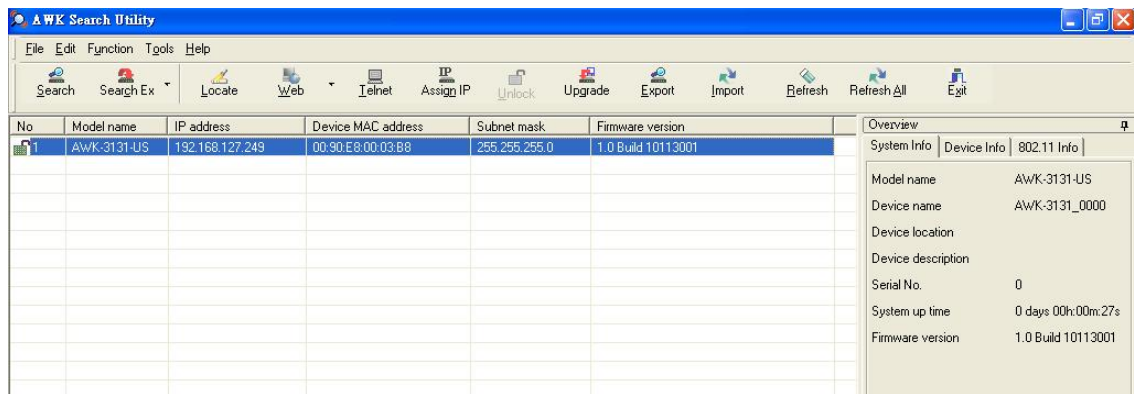 AWK Search Utility
File Edit Function Tools Help
Search Search Ex Locate Web Telnet Assign IP Unlock Upgrade Export Import Refresh Refresh All Exit
No Model name IP address Device MAC address Subnet mask Firmware version
1 AWK-3131-US 192.168.127.249 00:90:E8:00:03:B8 255.255.255.0 1.0 Build 10113001
Overview
System Info Device Info 802.11 Info
Model name AWK-3131-US
Device name AWK-3131_0000
Device location
Device description
Serial No. 0
System up time 0 days 00h:00m:27s
Firmware version 1.0 Build 10113001